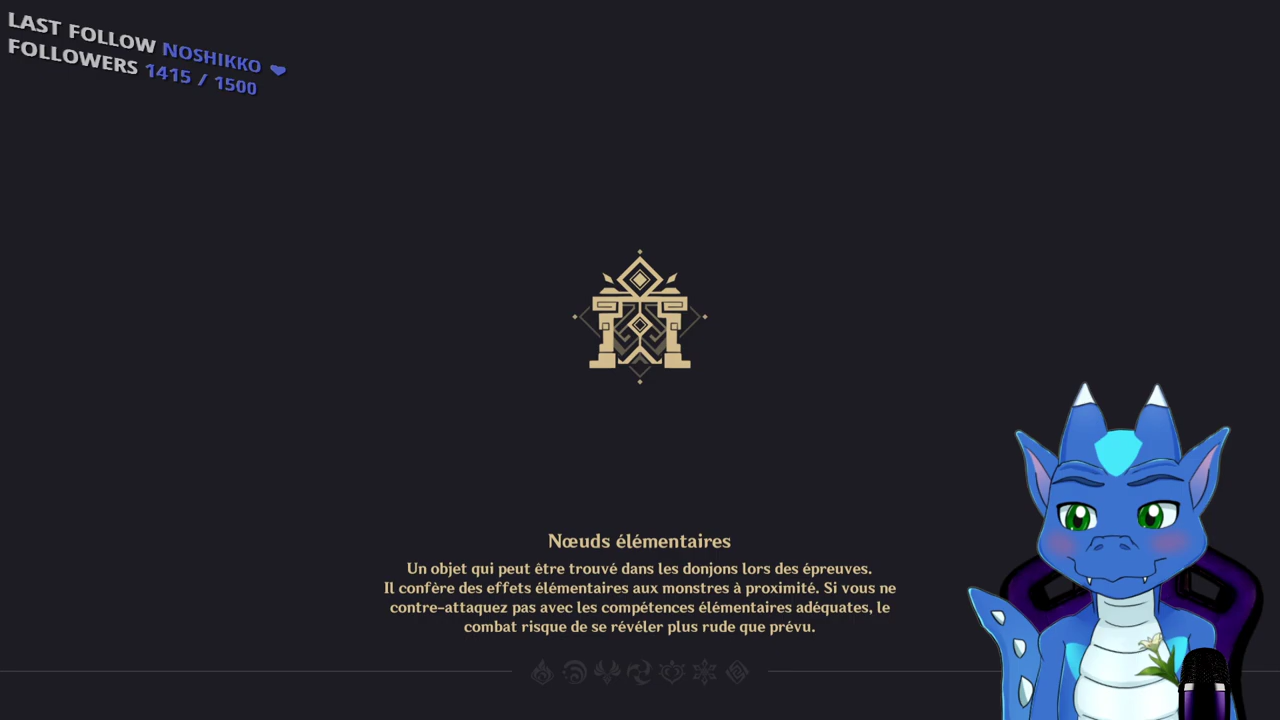 LAST FOLLOW NOSHIKKO
FOLLOWERS 1415 / 1500
Nœuds élémentaires
Un objet qui peut être trouvé dans les donjons lors des épreuves.
Il confère des effets élémentaires aux monstres à proximité. Si vous ne
contre-attaquez pas avec les compétences élémentaires adéquates, le
combat risque de se révéler plus rude que prévu.